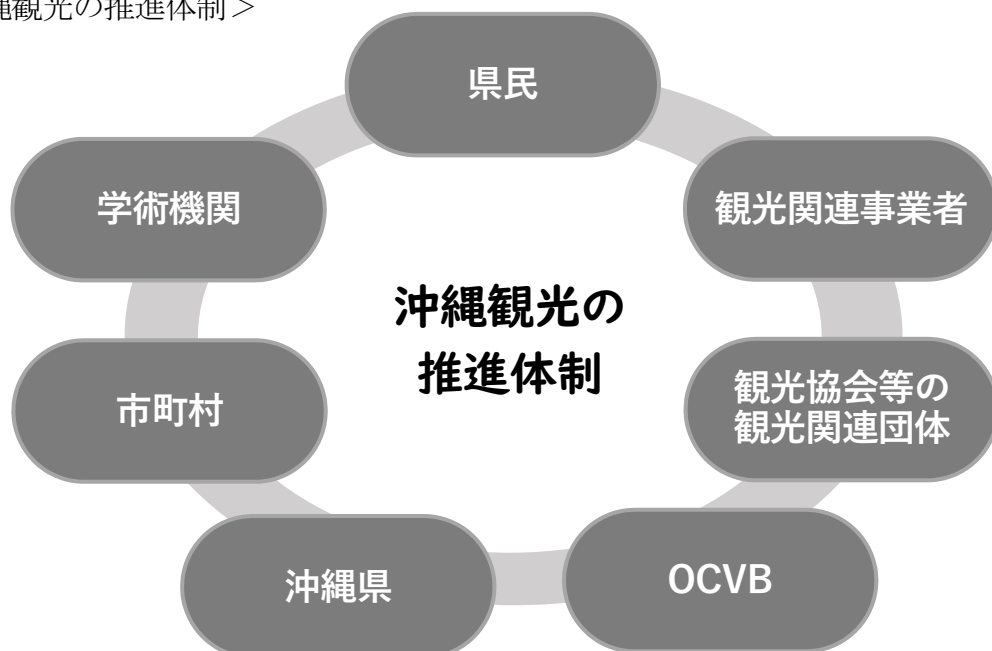 縄観光の推進体制＞
県民
学術機関
観光関連事業者
沖縄観光の
推進体制
市町村
観光協会等の
観光関連団体
沖縄県
OCVB